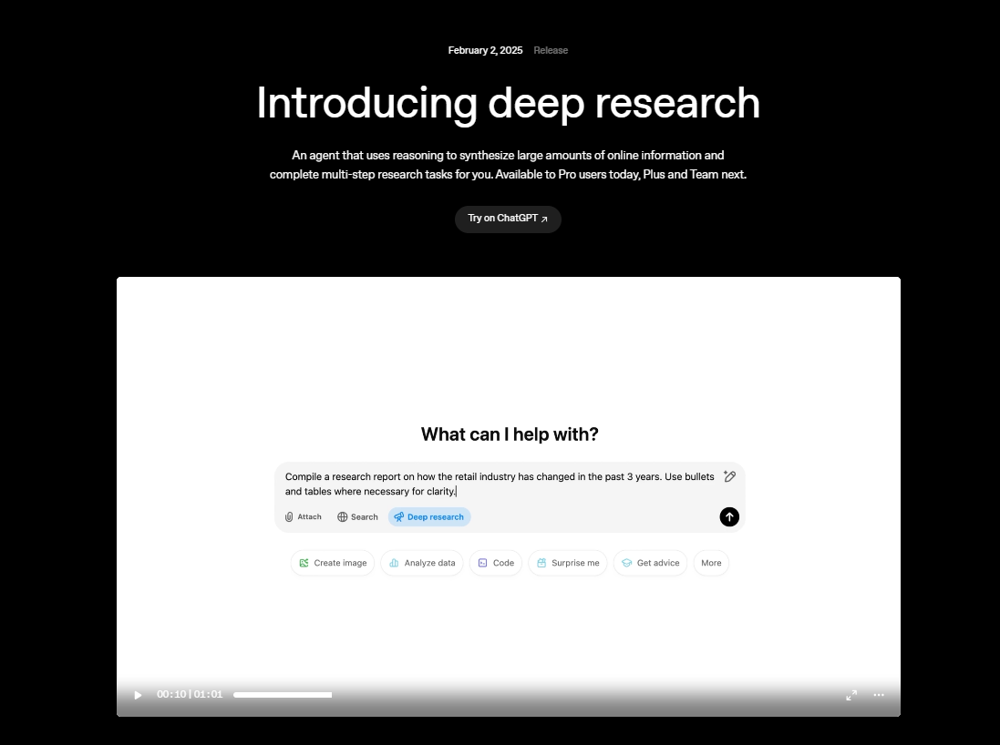 February 2, 2025 Release
Introducing deep research
An agent that uses reasoning to synthesize large amounts of online information and
complete multi-step research tasks for you. Available to Pro users today, Plus and Team next.
Try on ChatGPT
What can I help with?
Compile a research report on how the retail industry has changed in the past 3 years. Use bullets
and tables where necessary for clarity.
Attach Search Deep research
Create image Analyze data Code Surprise me Get advice More
00:10 | 01:01